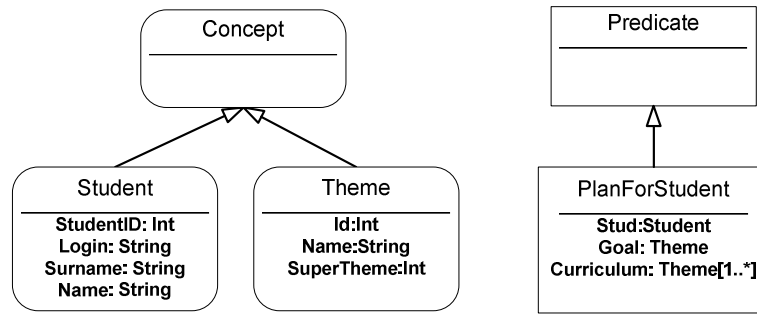 Concept
Predicate
Student
StudentID: Int
Login: String
Surname: String
Name: String
Theme
Id:Int
Name:String
SuperTheme:Int
PlanForStudent
Stud:Student
Goal: Theme
Curriculum: Theme[1..*]